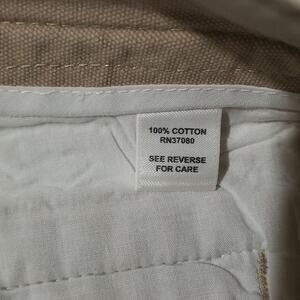 100% COTTON
RN37080
SEE REVERSE
FOR CARE